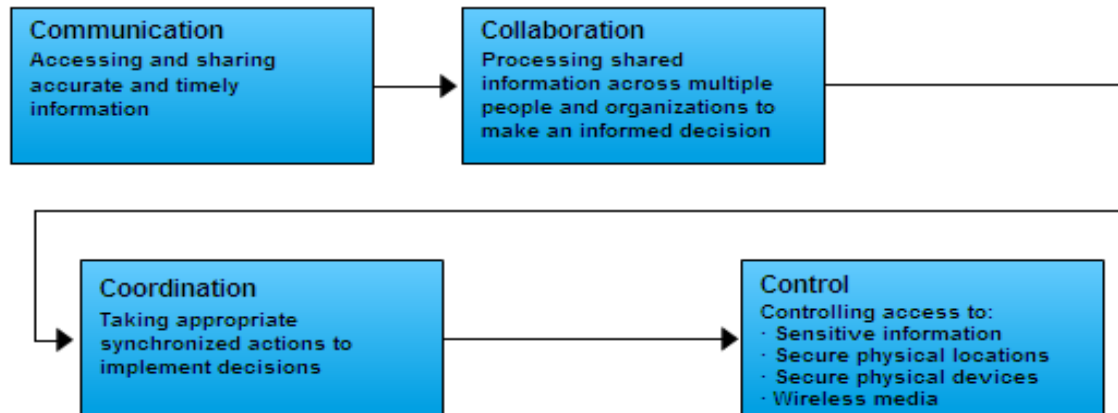 Communication
Accessing and sharing
accurate and timely
information
Collaboration
Processing shared
information across multiple
people and organizations to
make an informed decision
Coordination
Taking appropriate
synchronized actions to
implement decisions
Control
Controlling access to:
· Sensitive information
· Secure physical locations
· Secure physical devices
· Wireless media